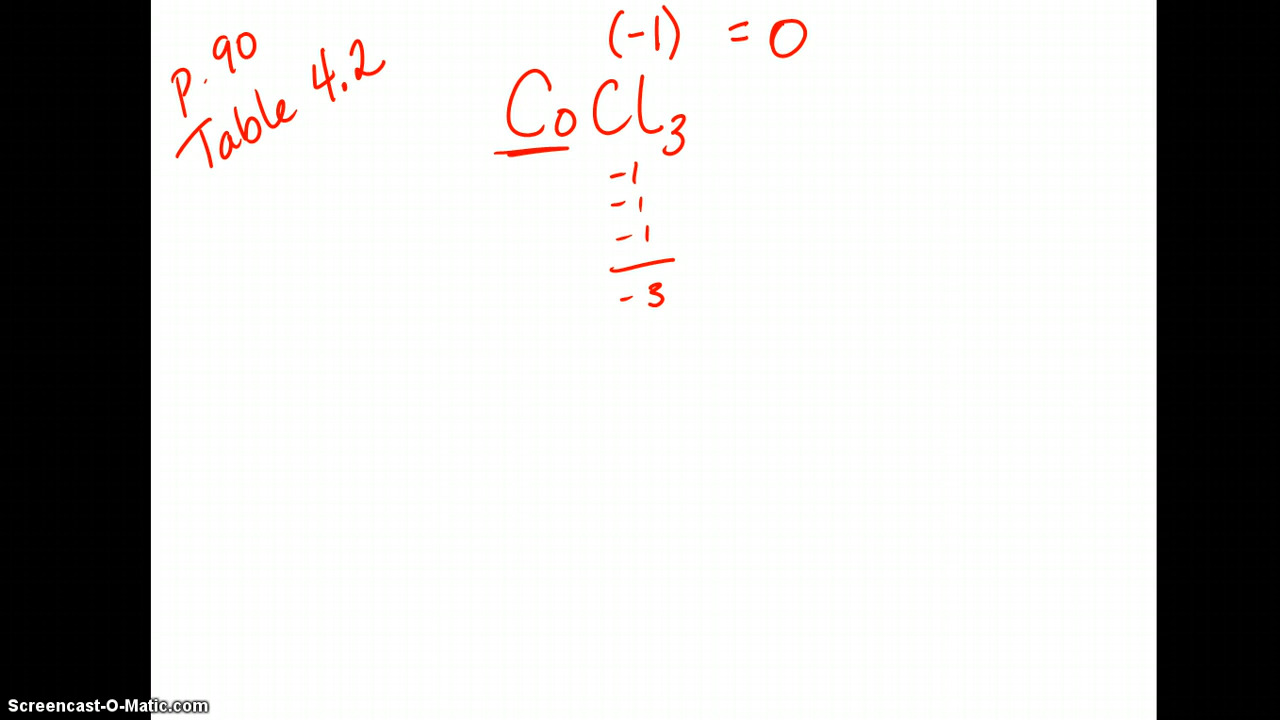 p. 90
Table 4.2
(-1) = 0
CoCl3
-1
-1
-1
-3
Screencast-O-Matic.com